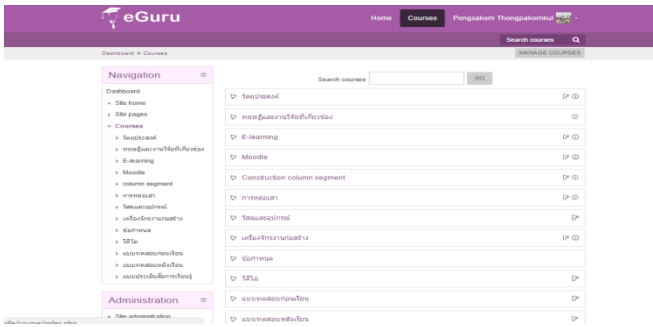 eGuru
Home Courses Pongsakorn Thongpakornkul
Search courses
Dashboard » Courses MANAGE COURSES
Navigation
Dashboard
Site home
Site pages
Courses
วัตถุประสงค์
ทฤษฎีและงานวิจัยที่เกี่ยวข้อง
E-learning
Moodle
column segment
การหล่อเสา
วัสดุและอุปกรณ์
เครื่องจักรงานก่อสร้าง
ข้อกำหนด
วิดีโอ
แบบทดสอบก่อนเรียน
แบบทดสอบหลังเรียน
แบบประเมินสื่อการเรียนรู้
Administration
Site administration
Search courses GO
วัตถุประสงค์
ทฤษฎีและงานวิจัยที่เกี่ยวข้อง
E-learning
Moodle
Construction column segment
การหล่อเสา
วัสดุและอุปกรณ์
เครื่องจักรงานก่อสร้าง
ข้อกำหนด
วิดีโอ
แบบทดสอบก่อนเรียน
แบบทดสอบหลังเรียน
dle/course/index.php